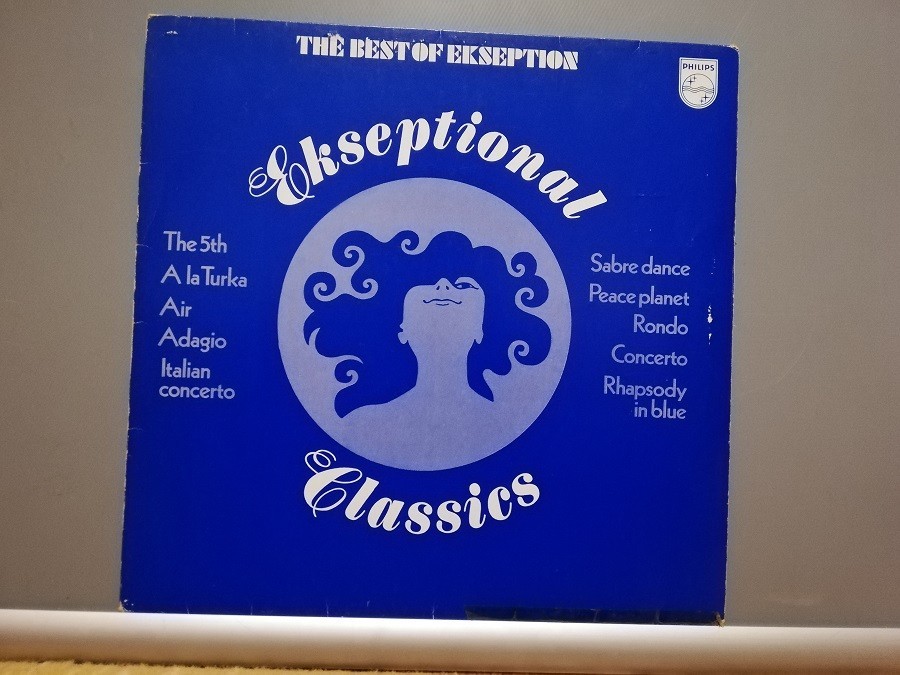 THE BEST OF EKSEPTION
PHILIPS
Ekseptional
The 5th
A la Turka
Air
Adagio
Italian
concerto
Sabre dance
Peace planet
Rondo
Concerto
Rhapsody
in blue
Classics